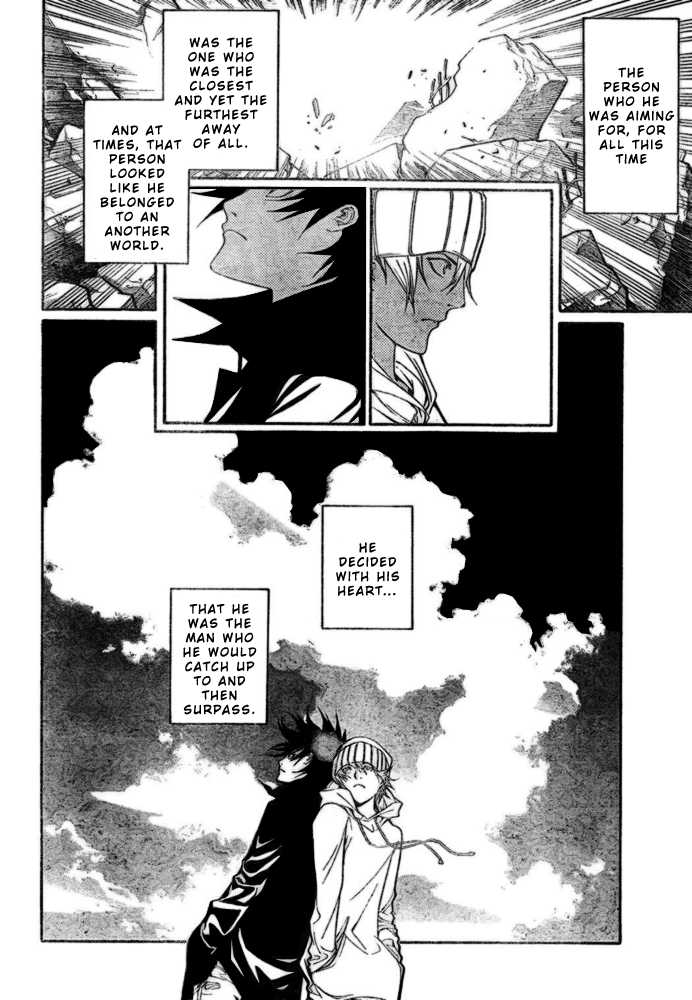 THE
PERSON
WHO HE
WAS AIMING
FOR, FOR
ALL THIS
TIME
WAS THE
ONE WHO
WAS THE
CLOSEST
AND YET THE
FURTHEST
AWAY
OF ALL.
AND AT
TIMES, THAT
PERSON
LOOKED
LIKE HE
BELONGED
TO AN
ANOTHER
WORLD.
HE
DECIDED
WITH HIS
HEART...
THAT HE
WAS THE
MAN WHO
HE WOULD
CATCH UP
TO AND
THEN
SURPASS.